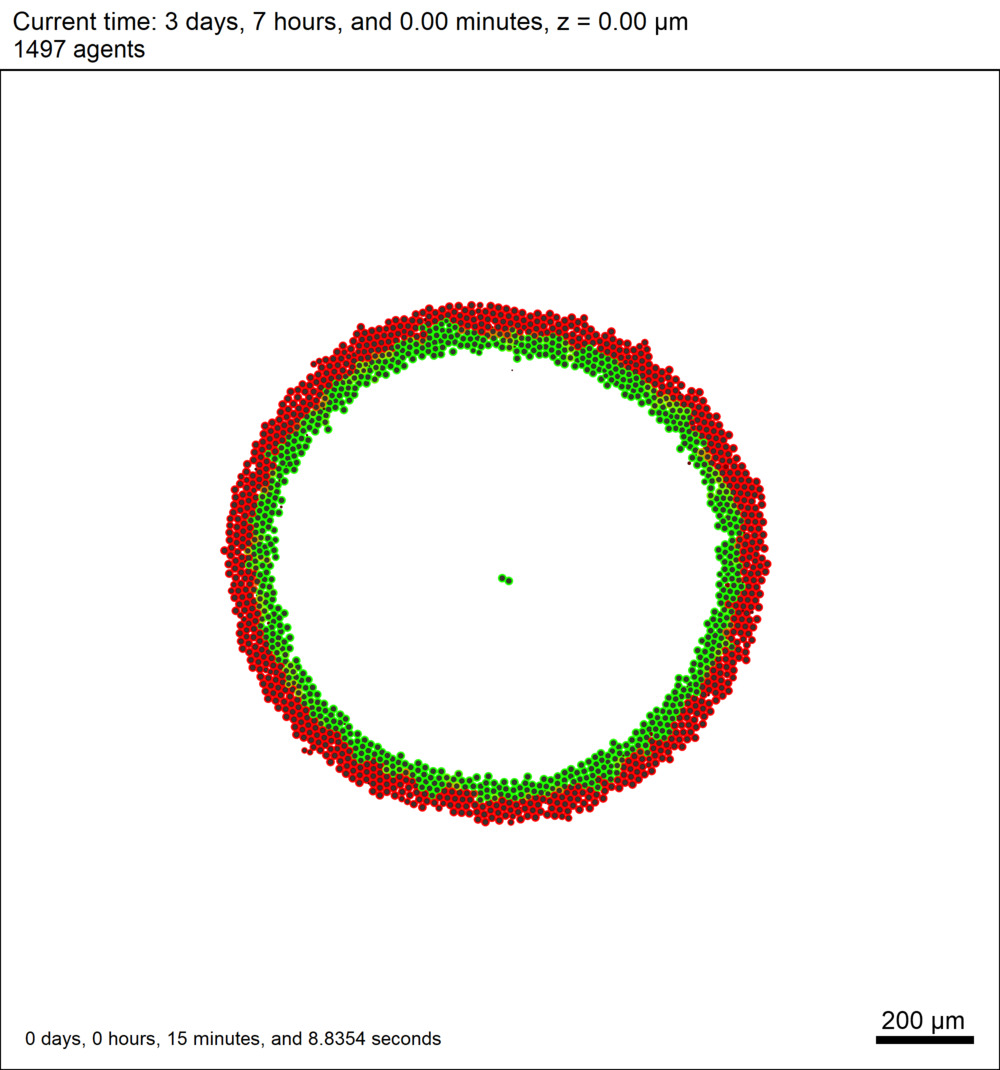 Current time: 3 days, 7 hours, and 0.00 minutes, z = 0.00 μm
1497 agents
200 μm
0 days, 0 hours, 15 minutes, and 8.8354 seconds